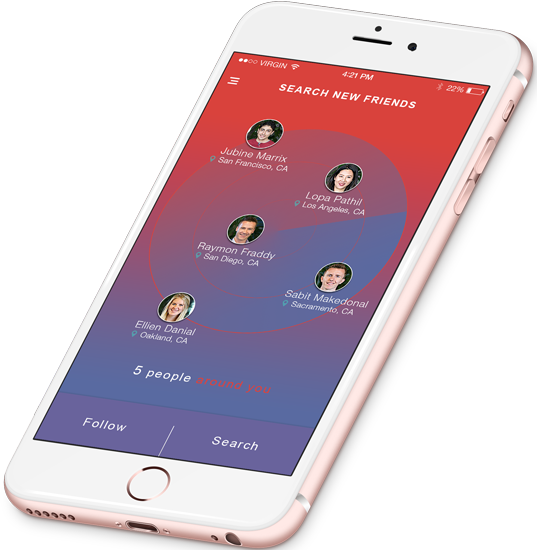 VIRGIN
4:21 PM
22%
SEARCH NEW FRIENDS
Jubine Marrix
San Francisco, CA
Lopa Pathil
Los Angeles, CA
Raymon Fraddy
San Diego, CA
Sabit Makedonal
Sacramento, CA
Ellien Danial
Oakland, CA
5 people around you
Follow
Search